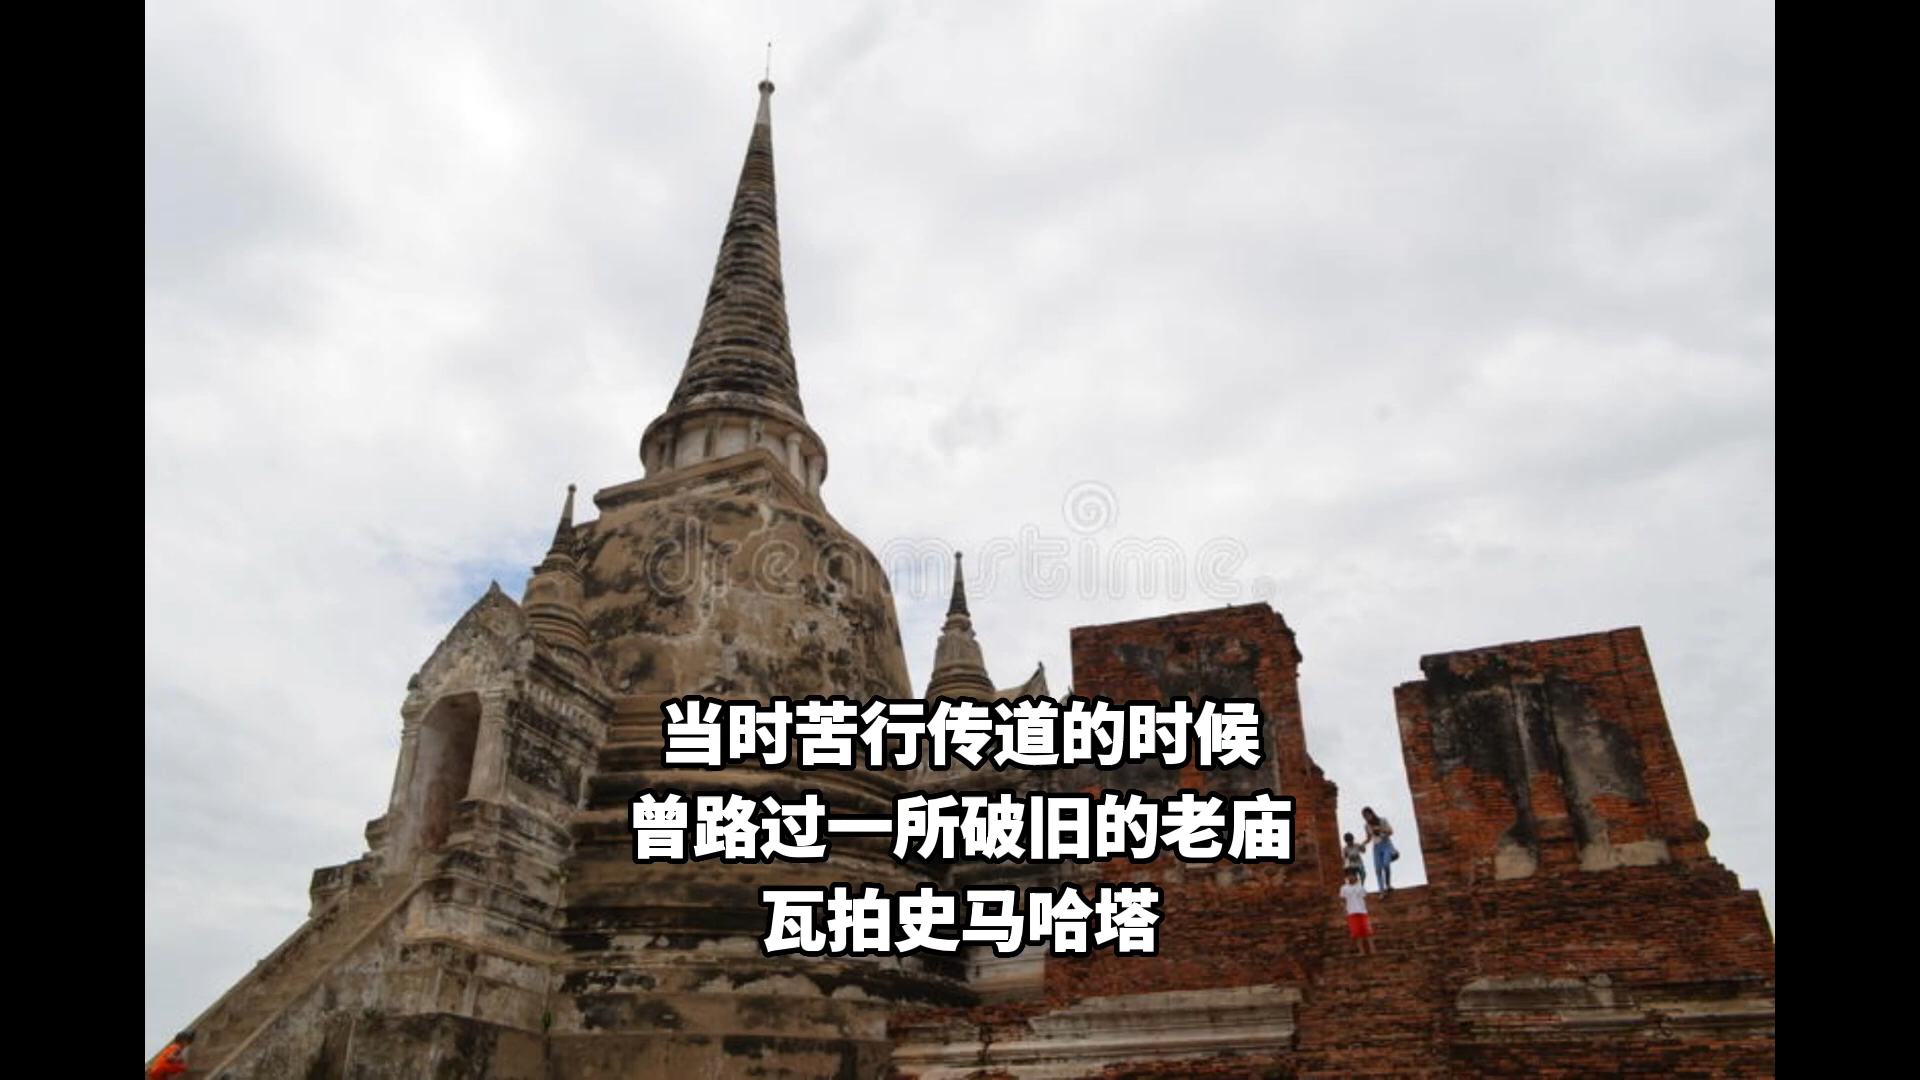 dreamstime.
当时苦行传道的时候
曾路过一所破旧的老庙
瓦拍史马哈塔